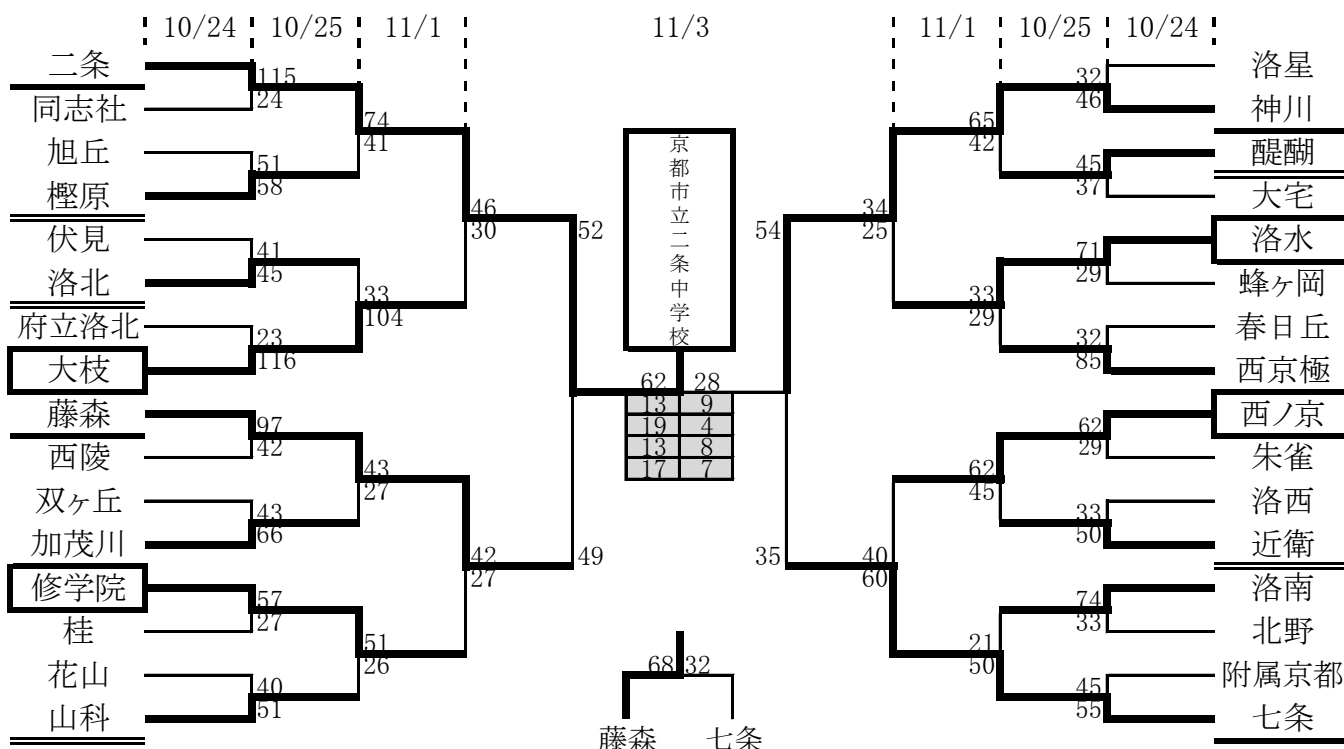 10/24 10/25 11/1 11/3 11/1 10/25 10/24
二条
115
24
同志社
74
41
旭丘
51
58
樫原
46
30
伏見
41
45
洛北
33
104
府立洛北
23
116
大枝
52
藤森
97
42
西陵
43
27
双ヶ丘
43
66
加茂川
42
27
修学院
57
27
桂
51
26
花山
40
51
山科
49
京都市立二条中学校
62 28
13 9
19 4
13 8
17 7
68 32
藤森 七条
54
35
洛星
32
46
神川
65
42
醍醐
45
37
大宅
34
25
洛水
71
29
蜂ヶ岡
33
29
春日丘
32
85
西京極
西ノ京
62
29
朱雀
62
45
洛西
33
50
近衛
40
60
洛南
74
33
北野
21
50
附属京都
45
55
七条